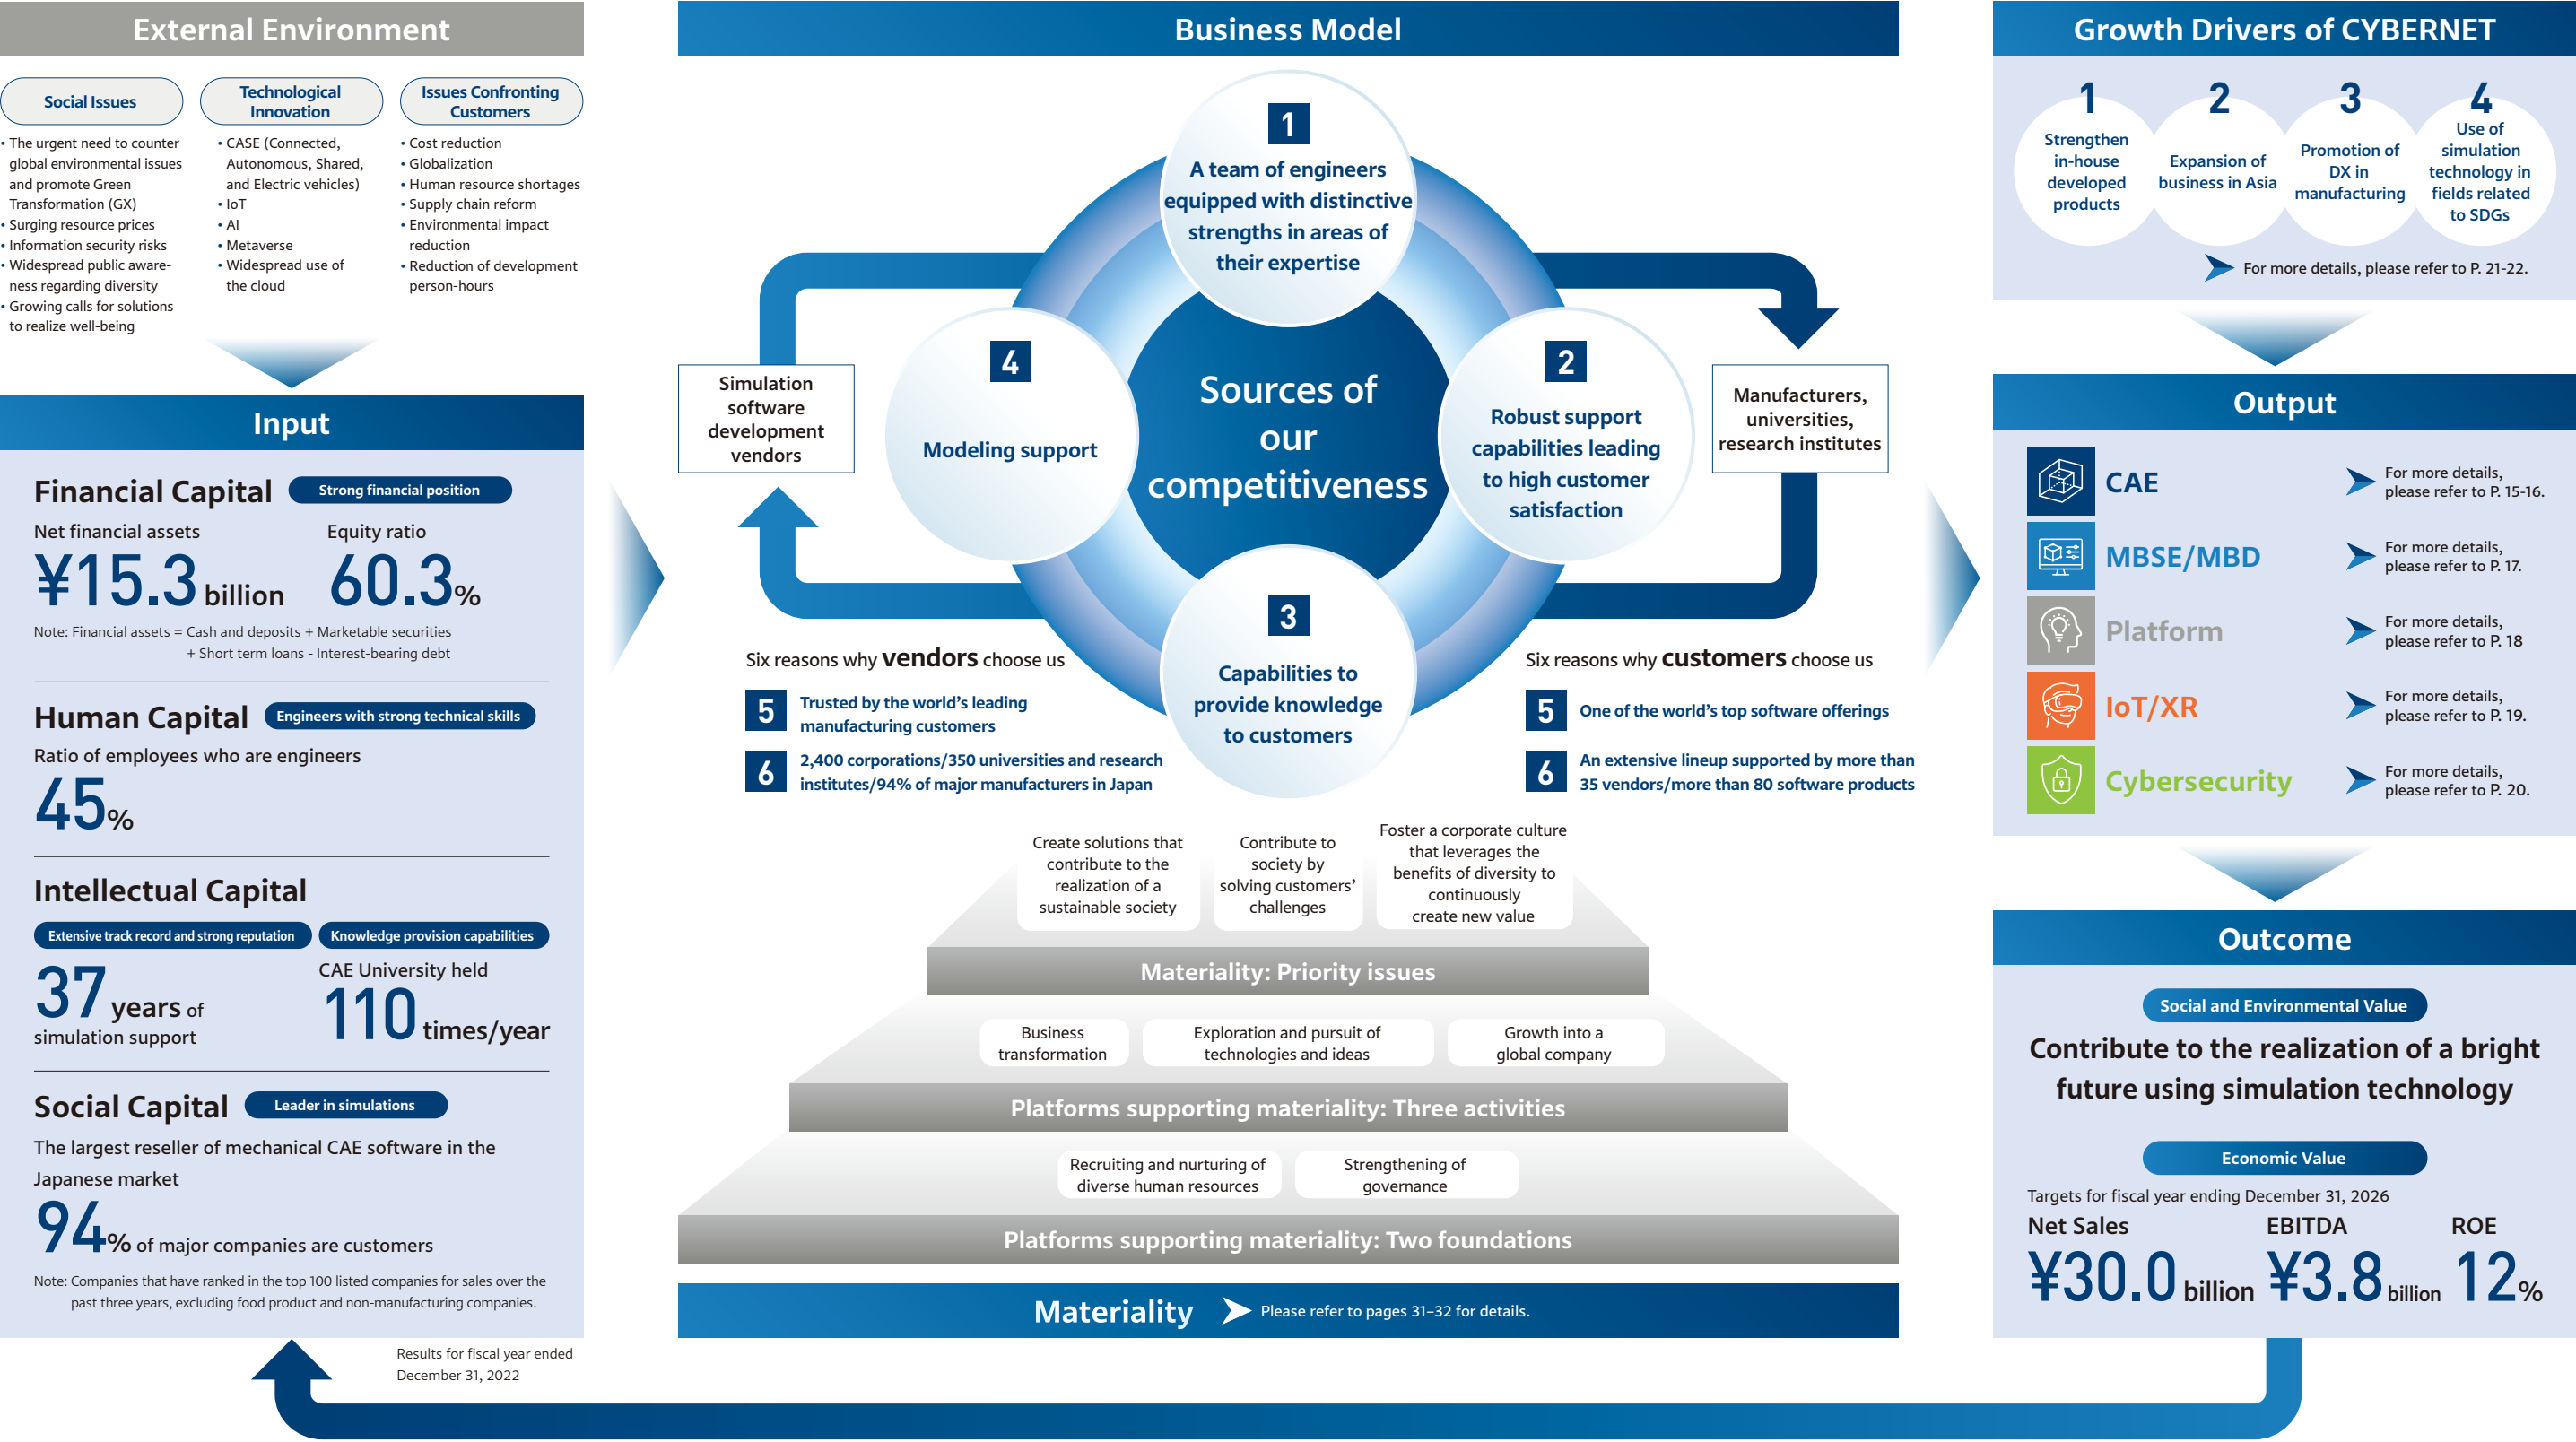 External Environment
Social Issues
• The urgent need to counter
global environmental issues
and promote Green
Transformation (GX)
• Surging resource prices
• Information security risks
• Widespread public aware-
ness regarding diversity
• Growing calls for solutions
to realize well-being
Technological
Innovation
• CASE (Connected,
Autonomous, Shared,
and Electric vehicles)
• IoT
• AI
• Metaverse
• Widespread use of
the cloud
Issues Confronting
Customers
• Cost reduction
• Globalization
• Human resource shortages
• Supply chain reform
• Environmental impact
reduction
• Reduction of development
person-hours
Input
Financial Capital
Strong financial position
Net financial assets
¥15.3 billion
Equity ratio
60.3%
Note: Financial assets = Cash and deposits + Marketable securities
+ Short term loans - Interest-bearing debt
Human Capital
Engineers with strong technical skills
Ratio of employees who are engineers
45%
Intellectual Capital
Extensive track record and strong reputation
37 years of
simulation support
Knowledge provision capabilities
CAE University held
110 times/year
Social Capital
Leader in simulations
The largest reseller of mechanical CAE software in the
Japanese market
94% of major companies are customers
Note: Companies that have ranked in the top 100 listed companies for sales over the
past three years, excluding food product and non-manufacturing companies.
Results for fiscal year ended
December 31, 2022
Business Model
1
A team of engineers
equipped with distinctive
strengths in areas of
their expertise
Simulation
software
development
vendors
4
Modeling support
Sources of
our
competitiveness
2
Robust support
capabilities leading
to high customer
satisfaction
Manufacturers,
universities,
research institutes
3
Capabilities to
provide knowledge
to customers
Six reasons why vendors choose us
5
Trusted by the world's leading
manufacturing customers
6
2,400 corporations/350 universities and research
institutes/94% of major manufacturers in Japan
Six reasons why customers choose us
5
One of the world's top software offerings
6
An extensive lineup supported by more than
35 vendors/more than 80 software products
Create solutions that
contribute to the
realization of a
sustainable society
Contribute to
society by
solving customers'
challenges
Foster a corporate culture
that leverages the
benefits of diversity to
continuously
create new value
Materiality: Priority issues
Business
transformation
Exploration and pursuit of
technologies and ideas
Growth into a
global company
Platforms supporting materiality: Three activities
Recruiting and nurturing of
diverse human resources
Strengthening of
governance
Platforms supporting materiality: Two foundations
Materiality
Please refer to pages 31–32 for details.
Growth Drivers of CYBERNET
1
Strengthen
in-house
developed
products
2
Expansion of
business in Asia
3
Promotion of
DX in
manufacturing
4
Use of
simulation
technology in
fields related
to SDGs
For more details, please refer to P. 21-22.
Output
CAE
For more details,
please refer to P. 15-16.
MBSE/MBD
For more details,
please refer to P. 17.
Platform
For more details,
please refer to P. 18
IoT/XR
For more details,
please refer to P. 19.
Cybersecurity
For more details,
please refer to P. 20.
Outcome
Social and Environmental Value
Contribute to the realization of a bright
future using simulation technology
Economic Value
Targets for fiscal year ending December 31, 2026
Net Sales
¥30.0 billion
EBITDA
¥3.8 billion
ROE
12%